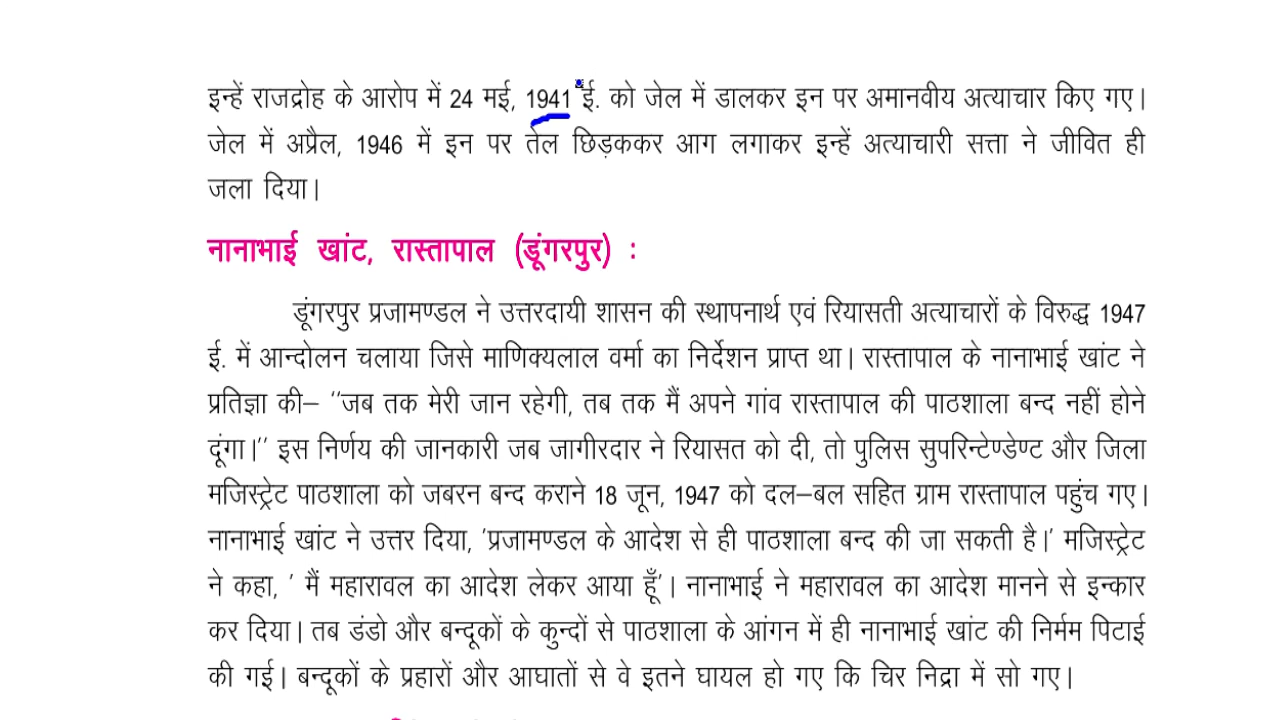 इन्हें राजद्रोह के आरोप में 24 मई, 1941 ई. को जेल में डालकर इन पर अमानवीय अत्याचार किए गए।
जेल में अप्रैल, 1946 में इन पर तेल छिड़ककर आग लगाकर इन्हें अत्याचारी सत्ता ने जीवित ही
जला दिया।
नानाभाई खांट, रास्तापाल (डूंगरपुर) :
डूंगरपुर प्रजामण्डल ने उत्तरदायी शासन की स्थापनार्थ एवं रियासती अत्याचारों के विरुद्ध 1947
ई. में आन्दोलन चलाया जिसे माणिक्यलाल वर्मा का निर्देशन प्राप्त था। रास्तापाल के नानाभाई खांट ने
प्रतिज्ञा की– ''जब तक मेरी जान रहेगी, तब तक मैं अपने गांव रास्तापाल की पाठशाला बन्द नहीं होने
दूंगा।'' इस निर्णय की जानकारी जब जागीरदार ने रियासत को दी, तो पुलिस सुपरिन्टेण्डेण्ट और जिला
मजिस्ट्रेट पाठशाला को जबरन बन्द कराने 18 जून, 1947 को दल–बल सहित ग्राम रास्तापाल पहुंच गए।
नानाभाई खांट ने उत्तर दिया, 'प्रजामण्डल के आदेश से ही पाठशाला बन्द की जा सकती है।' मजिस्ट्रेट
ने कहा, ' मैं महारावल का आदेश लेकर आया हूँ'। नानाभाई ने महारावल का आदेश मानने से इन्कार
कर दिया। तब डंडो और बन्दूकों के कुन्दों से पाठशाला के आंगन में ही नानाभाई खांट की निर्मम पिटाई
की गई। बन्दूकों के प्रहारों और आघातों से वे इतने घायल हो गए कि चिर निद्रा में सो गए।